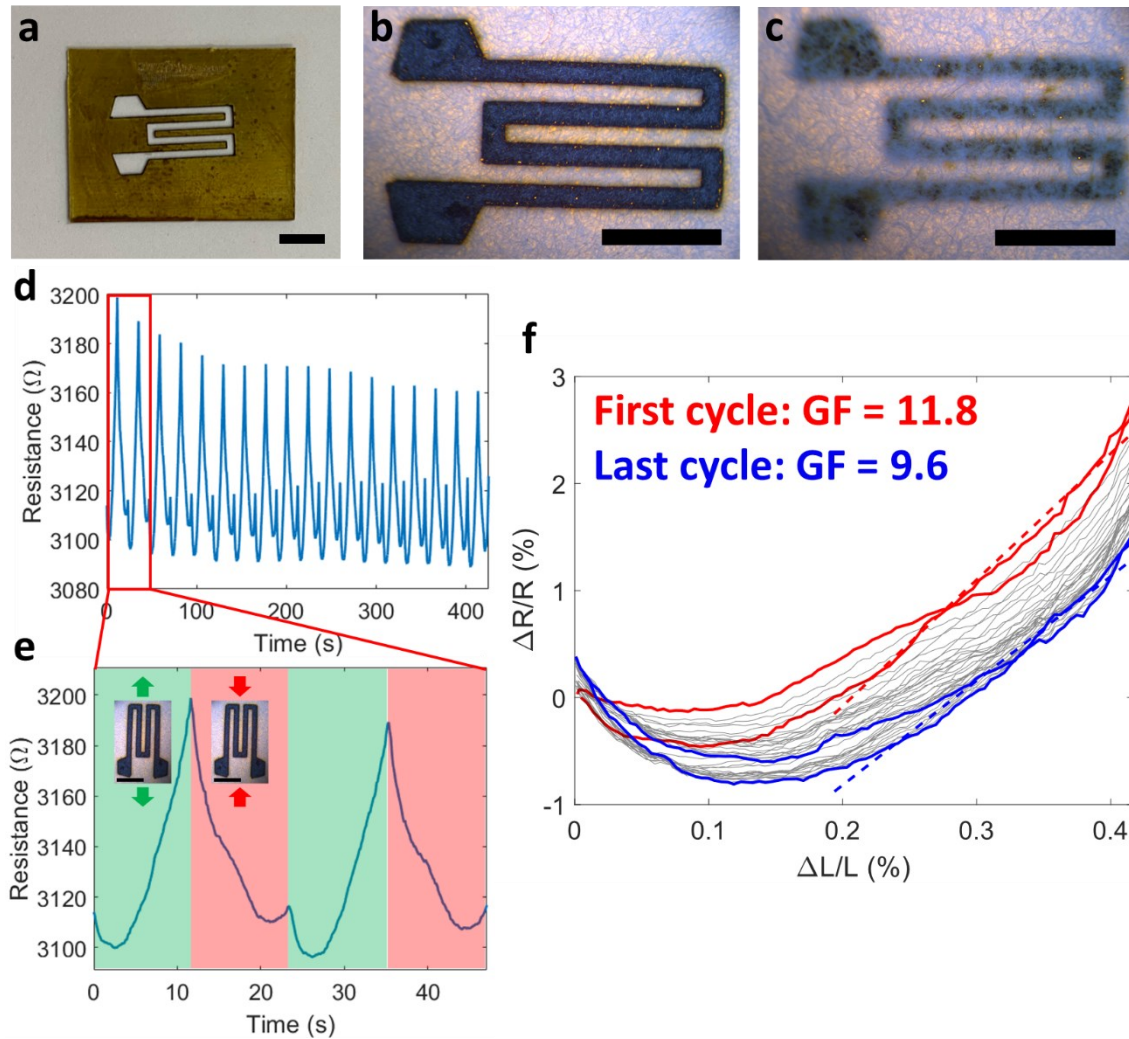 a
b
c
d
3200
3180
3160
3140
3120
3100
3080
Resistance (Ω)
0
100
200
300
400
Time (s)
e
3200
3180
3160
3140
3120
3100
Resistance (Ω)
0
10
20
30
40
Time (s)
f
3
2
1
0
-1
ΔR/R (%)
First cycle: GF = 11.8
Last cycle: GF = 9.6
0
0.1
0.2
0.3
0.4
ΔL/L (%)